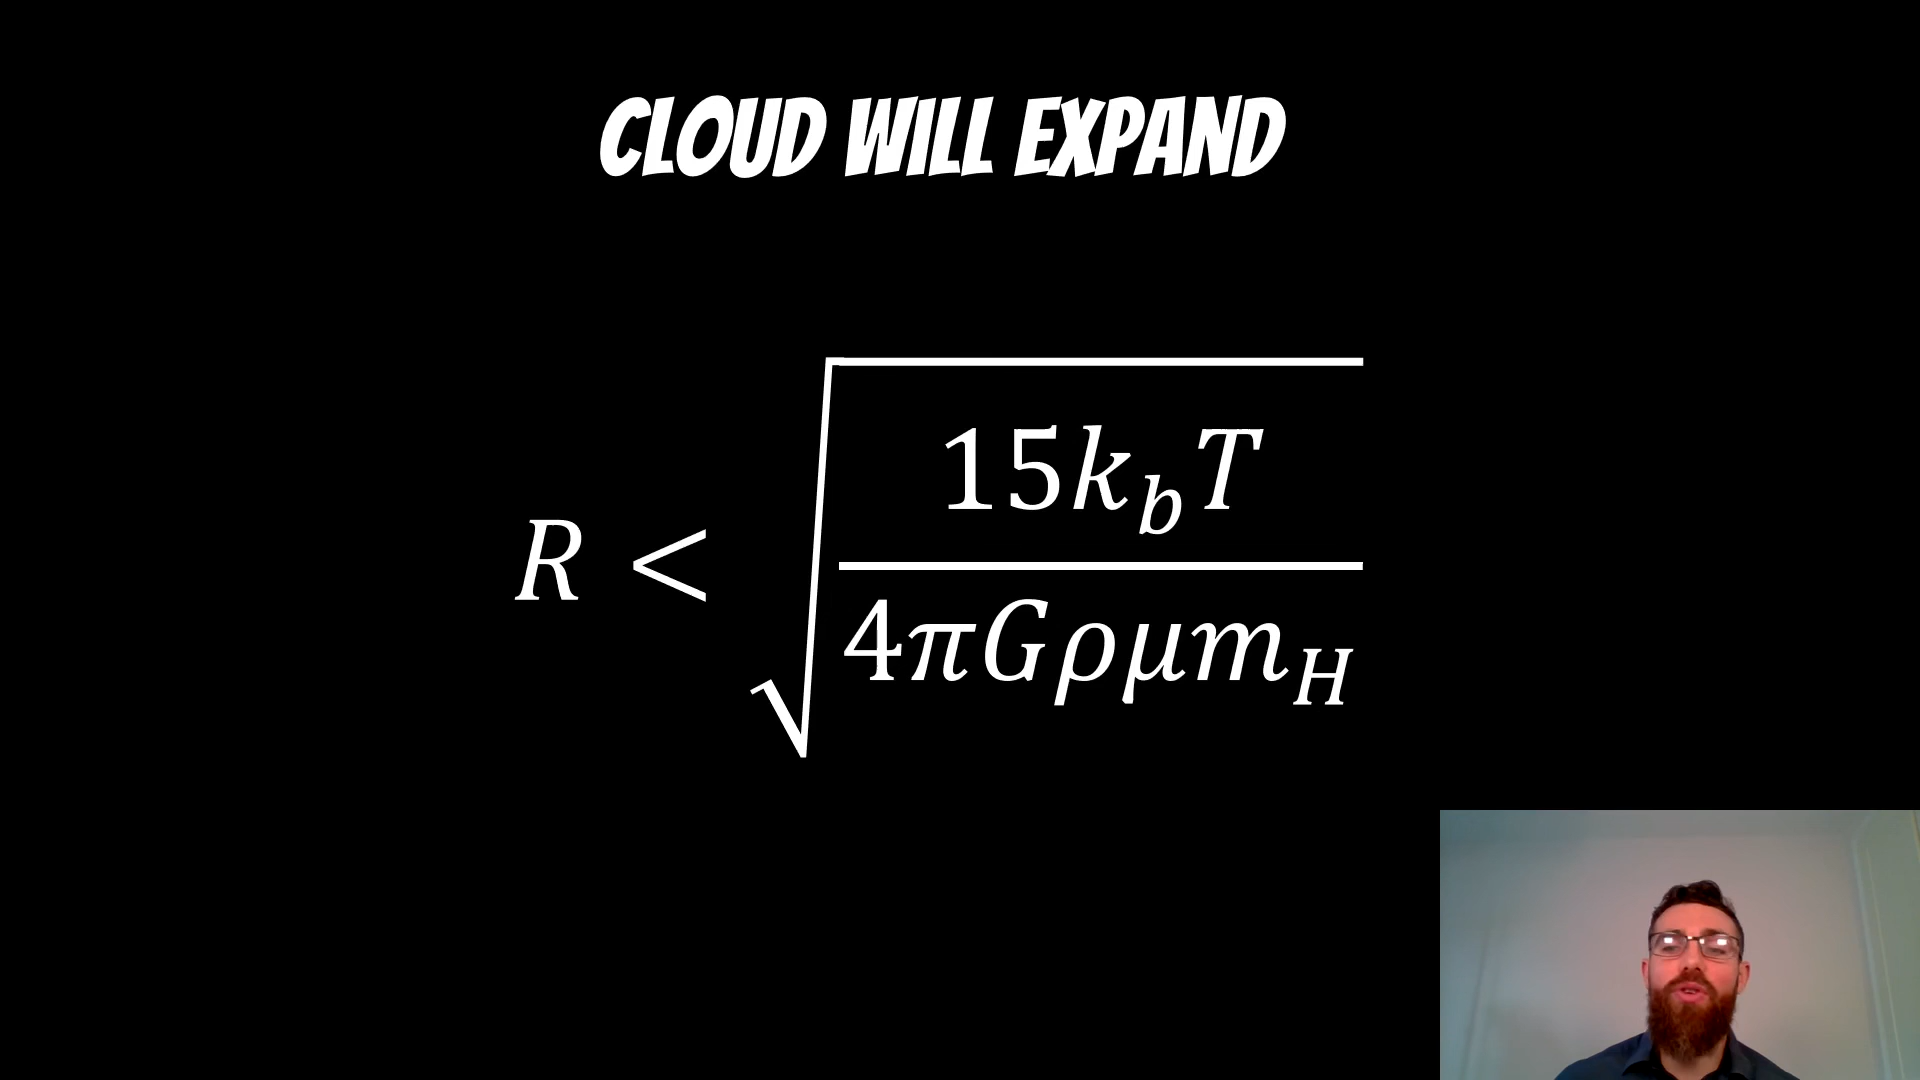 CLOUD WILL EXPAND
R < √(15k_bT / 4πGρμm_H)